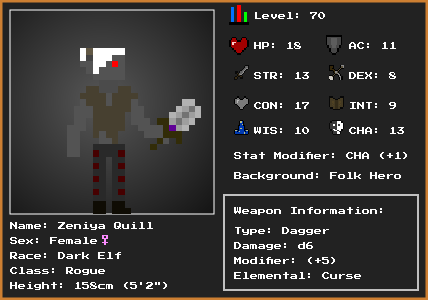 Level: 70
HP: 18 AC: 11
STR: 13 DEX: 8
CON: 17 INT: 9
WIS: 10 CHA: 13
Stat Modifier: CHA (+1)
Background: Folk Hero
Name: Zeniya Quill
Sex: Female♀
Race: Dark Elf
Class: Rogue
Height: 158cm (5'2")
Weapon Information:
Type: Dagger
Damage: d6
Modifier: (+5)
Elemental: Curse